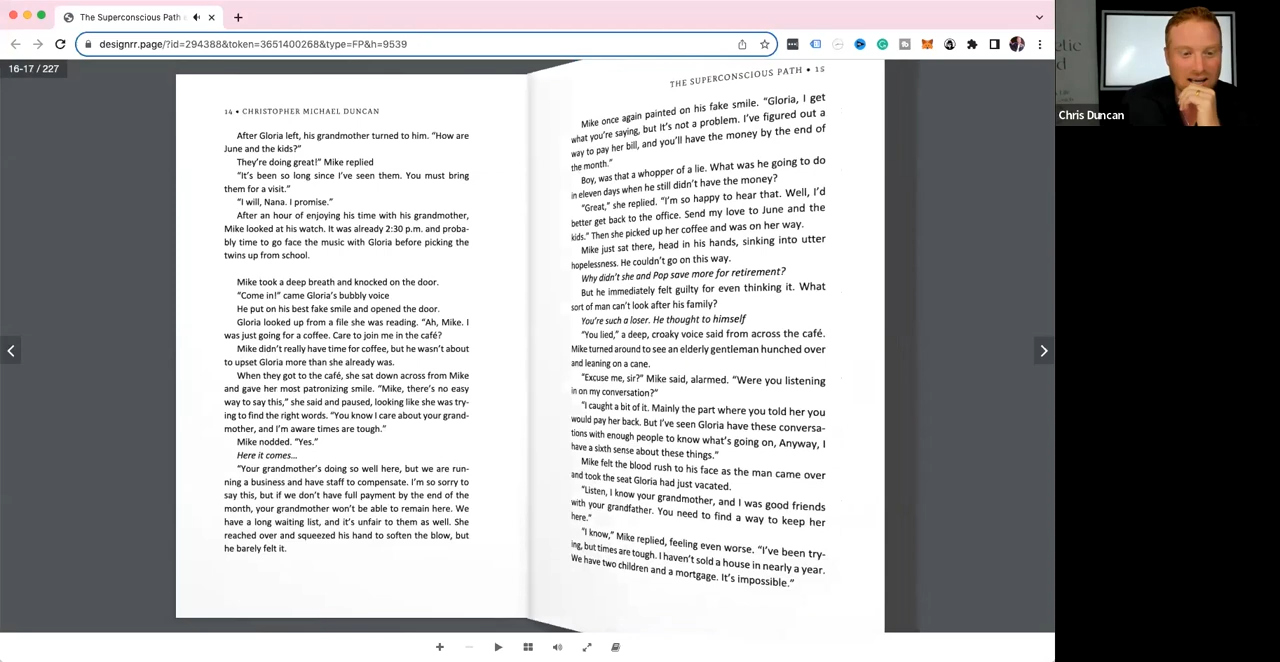 The Superconscious Path
designrr.page/?id=294388&token=3651400268&type=FP&h=9539
16-17 / 227
Chris Duncan
14 • CHRISTOPHER MICHAEL DUNCAN
After Gloria left, his grandmother turned to him. “How are
June and the kids?”
They’re doing great!” Mike replied
“It’s been so long since I’ve seen them. You must bring
them for a visit.”
“I will, Nana. I promise.”
After an hour of enjoying his time with his grandmother,
Mike looked at his watch. It was already 2:30 p.m. and proba-
bly time to go face the music with Gloria before picking the
twins up from school.
Mike took a deep breath and knocked on the door.
“Come in!” came Gloria’s bubbly voice
He put on his best fake smile and opened the door.
Gloria looked up from a file she was reading. “Ah, Mike. I
was just going for a coffee. Care to join me in the café?
Mike didn’t really have time for coffee, but he wasn’t about
to upset Gloria more than she already was.
When they got to the café, she sat down across from Mike
and gave her most patronizing smile. “Mike, there’s no easy
way to say this,” she said and paused, looking like she was try-
ing to find the right words. “You know I care about your grand-
mother, and I’m aware times are tough.”
Mike nodded. “Yes.”
Here it comes…
“Your grandmother’s doing so well here, but we are run-
ning a business and have staff to compensate. I’m so sorry to
say this, but if we don’t have full payment by the end of the
month, your grandmother won’t be able to remain here. We
have a long waiting list, and it’s unfair to them as well. She
reached over and squeezed his hand to soften the blow, but
he barely felt it.
THE SUPERCONSCIOUS PATH • 15
Mike once again painted on his fake smile. “Gloria, I get
what you’re saying, but it’s not a problem. I’ve figured out a
way to pay her bill, and you’ll have the money by the end of
the month.”
Boy, was that a whopper of a lie. What was he going to do
in eleven days when he still didn’t have the money?
“Great,” she replied. “I’m so happy to hear that. Well, I’d
better get back to the office. Send my love to June and the
kids.” Then she picked up her coffee and was on her way.
Mike just sat there, head in his hands, sinking into utter
hopelessness. He couldn’t go on this way.
Why didn’t she and Pop save more for retirement?
But he immediately felt guilty for even thinking it. What
sort of man can’t look after his family?
You’re such a loser. He thought to himself
“You lied,” a deep, croaky voice said from across the café.
Mike turned around to see an elderly gentleman hunched over
and leaning on a cane.
“Excuse me, sir?” Mike said, alarmed. “Were you listening
in on my conversation?”
“I caught a bit of it. Mainly the part where you told her you
would pay her back. But I’ve seen Gloria have these conversa-
tions with enough people to know what’s going on, Anyway, I
have a sixth sense about these things.”
Mike felt the blood rush to his face as the man came over
and took the seat Gloria had just vacated.
“Listen, I know your grandmother, and I was good friends
with your grandfather. You need to find a way to keep her
here.”
“I know,” Mike replied, feeling even worse. “I’ve been try-
ing, but times are tough. I haven’t sold a house in nearly a year.
We have two children and a mortgage. It’s impossible.”